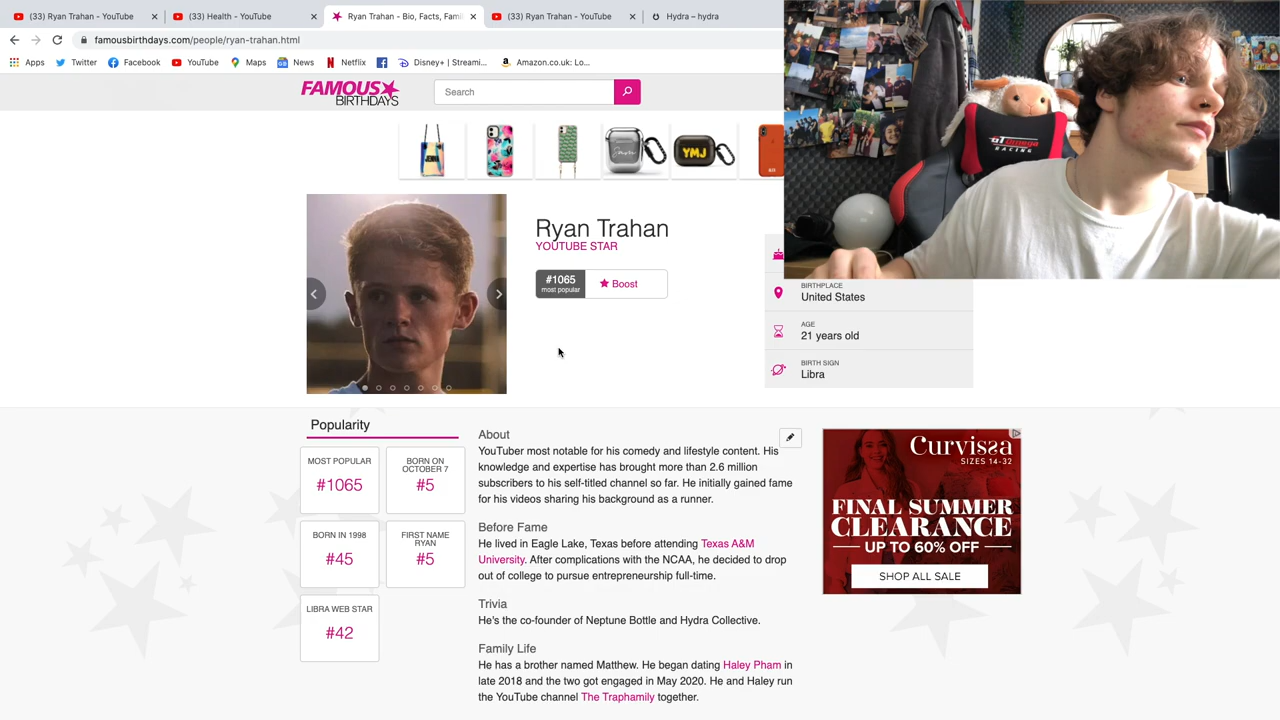 (33) Ryan Trahan - YouTube
(33) Health - YouTube
Ryan Trahan - Bio, Facts, Fami
(33) Ryan Trahan - YouTube
Hydra – hydra
famousbirthdays.com/people/ryan-trahan.html
Apps
Twitter
Facebook
YouTube
Maps
News
Netflix
Disney+ | Streami...
Amazon.co.uk: Lo...
FAMOUS
BIRTHDAYS
Search
YMJ
GT Omega
RACING
Ryan Trahan
YOUTUBE STAR
#1065
most popular
Boost
BIRTHPLACE
United States
AGE
21 years old
BIRTH SIGN
Libra
Popularity
MOST POPULAR
#1065
BORN ON
OCTOBER 7
#5
BORN IN 1998
#45
FIRST NAME
RYAN
#5
LIBRA WEB STAR
#42
About
YouTuber most notable for his comedy and lifestyle content. His
knowledge and expertise has brought more than 2.6 million
subscribers to his self-titled channel so far. He initially gained fame
for his videos sharing his background as a runner.
Before Fame
He lived in Eagle Lake, Texas before attending Texas A&M
University. After complications with the NCAA, he decided to drop
out of college to pursue entrepreneurship full-time.
Trivia
He's the co-founder of Neptune Bottle and Hydra Collective.
Family Life
He has a brother named Matthew. He began dating Haley Pham in
late 2018 and the two got engaged in May 2020. He and Haley run
the YouTube channel The Traphamily together.
Curvissa
SIZES 14-32
FINAL SUMMER
CLEARANCE
UP TO 60% OFF
SHOP ALL SALE